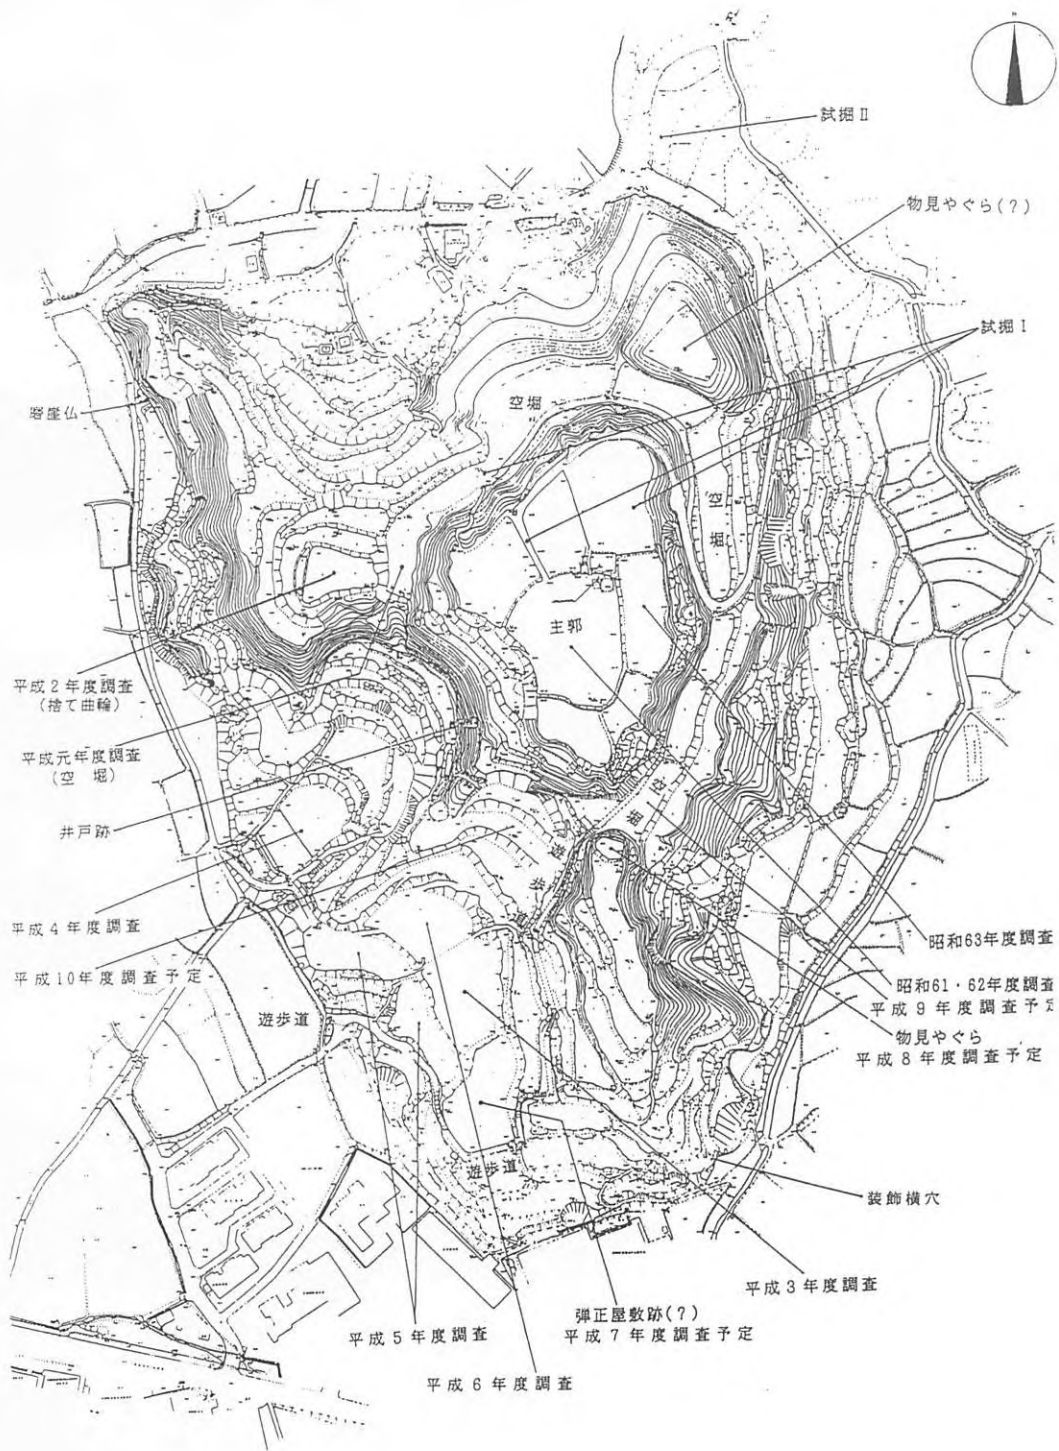 N
試掘Ⅱ
物見やぐら(?)
試掘Ⅰ
空堀
磨崖仏
空堀
主郭
平成2年度調査
(捨て曲輪)
平成元年度調査
(空 堀)
井戸跡
空堀
平成4年度調査
平成10年度調査予定
昭和63年度調査
昭和61・62年度調査
平成9年度調査予定
物見やぐら
平成8年度調査予定
遊歩道
遊歩道
装飾横穴
平成3年度調査
弾正屋敷跡(?)
平成7年度調査予定
平成5年度調査
平成6年度調査